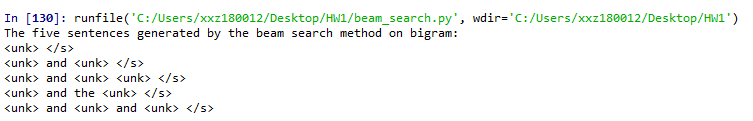 In [130]: runfile('C:/Users/xxz180012/Desktop/HW1/beam_search.py', wdir='C:/Users/xxz180012/Desktop/HW1')
The five sentences generated by the beam search method on bigram:
<unk> </s>
<unk> and <unk> </s>
<unk> and <unk> <unk> </s>
<unk> and the <unk> </s>
<unk> and <unk> and <unk> </s>